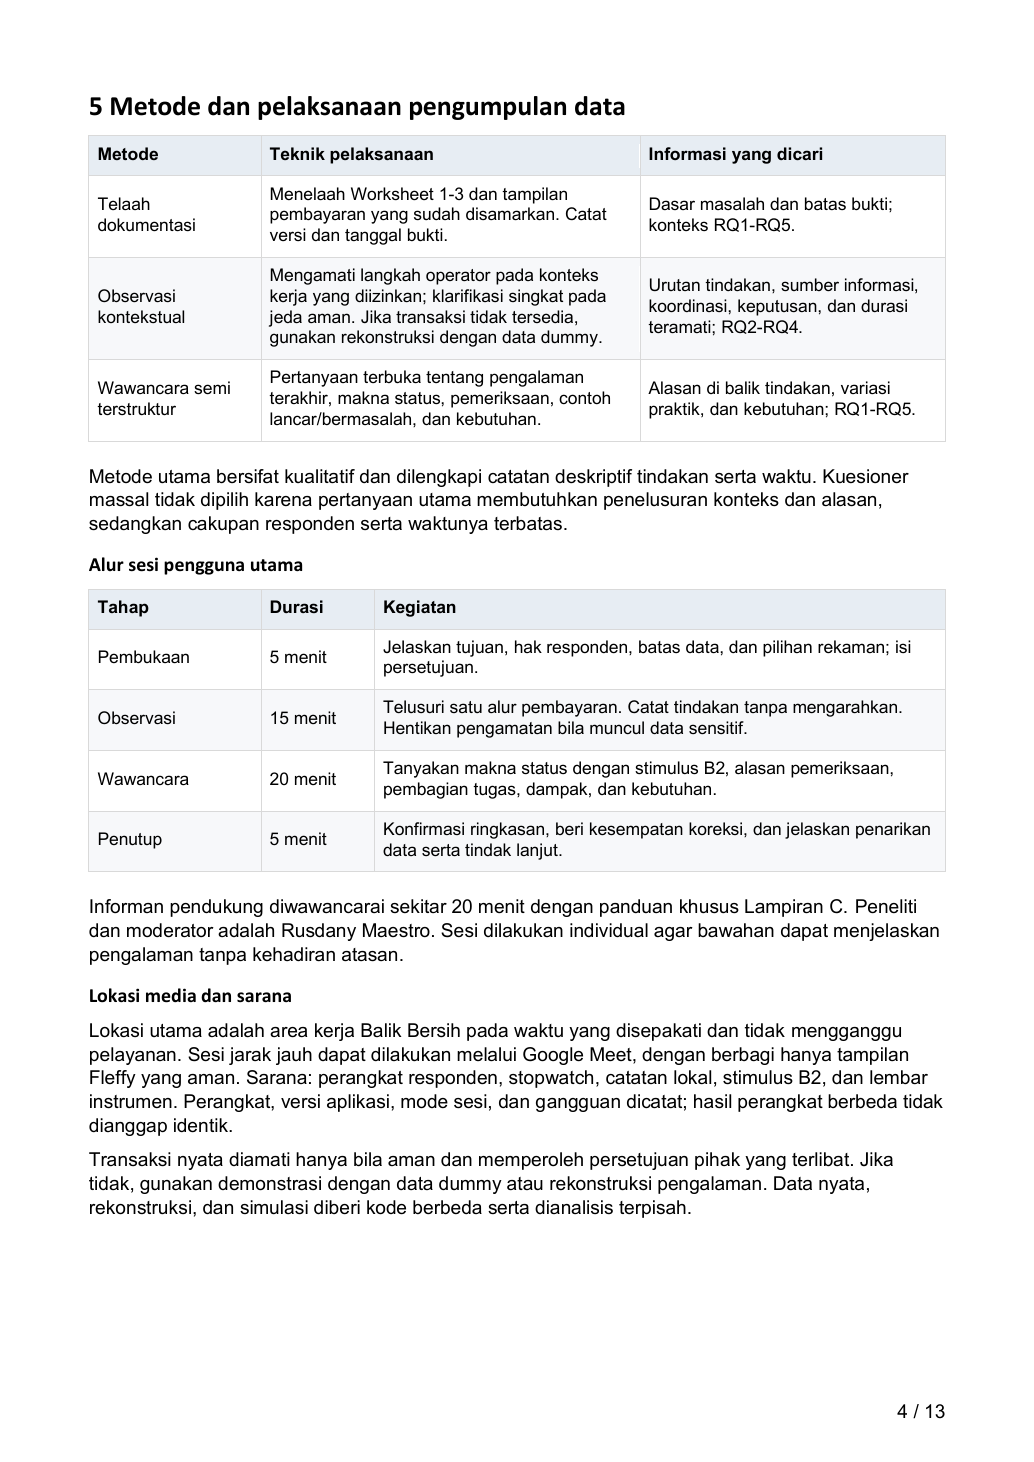 5 Metode dan pelaksanaan pengumpulan data
Metode
Teknik pelaksanaan
Informasi yang dicari
Telaah
dokumentasi
Menelaah Worksheet 1-3 dan tampilan
pembayaran yang sudah disamarkan. Catat
versi dan tanggal bukti.
Dasar masalah dan batas bukti;
konteks RQ1-RQ5.
Observasi
kontekstual
Mengamati langkah operator pada konteks
kerja yang diizinkan; klarifikasi singkat pada
jeda aman. Jika transaksi tidak tersedia,
gunakan rekonstruksi dengan data dummy.
Urutan tindakan, sumber informasi,
koordinasi, keputusan, dan durasi
teramati; RQ2-RQ4.
Wawancara semi
terstruktur
Pertanyaan terbuka tentang pengalaman
terakhir, makna status, pemeriksaan, contoh
lancar/bermasalah, dan kebutuhan.
Alasan di balik tindakan, variasi
praktik, dan kebutuhan; RQ1-RQ5.
Metode utama bersifat kualitatif dan dilengkapi catatan deskriptif tindakan serta waktu. Kuesioner
massal tidak dipilih karena pertanyaan utama membutuhkan penelusuran konteks dan alasan,
sedangkan cakupan responden serta waktunya terbatas.
Alur sesi pengguna utama
Tahap
Durasi
Kegiatan
Pembukaan
5 menit
Jelaskan tujuan, hak responden, batas data, dan pilihan rekaman; isi
persetujuan.
Observasi
15 menit
Telusuri satu alur pembayaran. Catat tindakan tanpa mengarahkan.
Hentikan pengamatan bila muncul data sensitif.
Wawancara
20 menit
Tanyakan makna status dengan stimulus B2, alasan pemeriksaan,
pembagian tugas, dampak, dan kebutuhan.
Penutup
5 menit
Konfirmasi ringkasan, beri kesempatan koreksi, dan jelaskan penarikan
data serta tindak lanjut.
Informan pendukung diwawancarai sekitar 20 menit dengan panduan khusus Lampiran C. Peneliti
dan moderator adalah Rusdany Maestro. Sesi dilakukan individual agar bawahan dapat menjelaskan
pengalaman tanpa kehadiran atasan.
Lokasi media dan sarana
Lokasi utama adalah area kerja Balik Bersih pada waktu yang disepakati dan tidak mengganggu
pelayanan. Sesi jarak jauh dapat dilakukan melalui Google Meet, dengan berbagi hanya tampilan
Fleffy yang aman. Sarana: perangkat responden, stopwatch, catatan lokal, stimulus B2, dan lembar
instrumen. Perangkat, versi aplikasi, mode sesi, dan gangguan dicatat; hasil perangkat berbeda tidak
dianggap identik.
Transaksi nyata diamati hanya bila aman dan memperoleh persetujuan pihak yang terlibat. Jika
tidak, gunakan demonstrasi dengan data dummy atau rekonstruksi pengalaman. Data nyata,
rekonstruksi, dan simulasi diberi kode berbeda serta dianalisis terpisah.
4 / 13